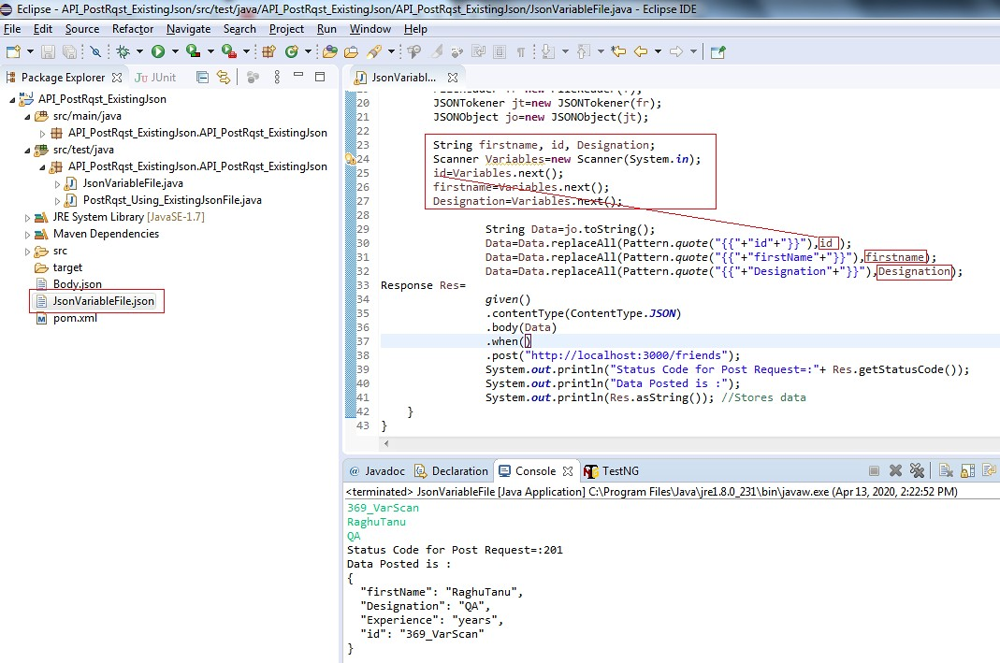 Eclipse - API_PostRqst_ExistingJson/src/test/java/API_PostRqst_ExistingJson/API_PostRqst_ExistingJson/JsonVariableFile.java - Eclipse IDE
File Edit Source Refactor Navigate Search Project Run Window Help
Package Explorer JUnit
API_PostRqst_ExistingJson
src/main/java
API_PostRqst_ExistingJson.API_PostRqst_ExistingJson
src/test/java
API_PostRqst_ExistingJson.API_PostRqst_ExistingJson
JsonVariableFile.java
PostRqst_Using_ExistingJsonFile.java
JRE System Library [JavaSE-1.7]
Maven Dependencies
src
target
Body.json
JsonVariableFile.json
pom.xml
JsonVariabl...
20 JSONTokener jt=new JSONTokener(fr);
21 JSONObject jo=new JSONObject(jt);
22
23 String firstname, id, Designation;
24 Scanner Variables=new Scanner(System.in);
25 id=Variables.next();
26 firstname=Variables.next();
27 Designation=Variables.next();
28
29 String Data=jo.toString();
30 Data=Data.replaceAll(Pattern.quote("{{"+"id"+"}}"),id );
31 Data=Data.replaceAll(Pattern.quote("{{"+"firstName"+"}}"),firstname);
32 Data=Data.replaceAll(Pattern.quote("{{"+"Designation"+"}}"),Designation);
33 Response Res=
34 given()
35 .contentType(ContentType.JSON)
36 .body(Data)
37 .when()
38 .post("http://localhost:3000/friends");
39 System.out.println("Status Code for Post Request=:"+ Res.getStatusCode());
40 System.out.println("Data Posted is :");
41 System.out.println(Res.asString()); //Stores data
42 }
43 }
@ Javadoc Declaration Console TestNG
<terminated> JsonVariableFile [Java Application] C:\Program Files\Java\jre1.8.0_231\bin\javaw.exe (Apr 13, 2020, 2:22:52 PM)
369_VarScan
RaghuTanu
QA
Status Code for Post Request=:201
Data Posted is :
{
"firstName": "RaghuTanu",
"Designation": "QA",
"Experience": "years",
"id": "369_VarScan"
}